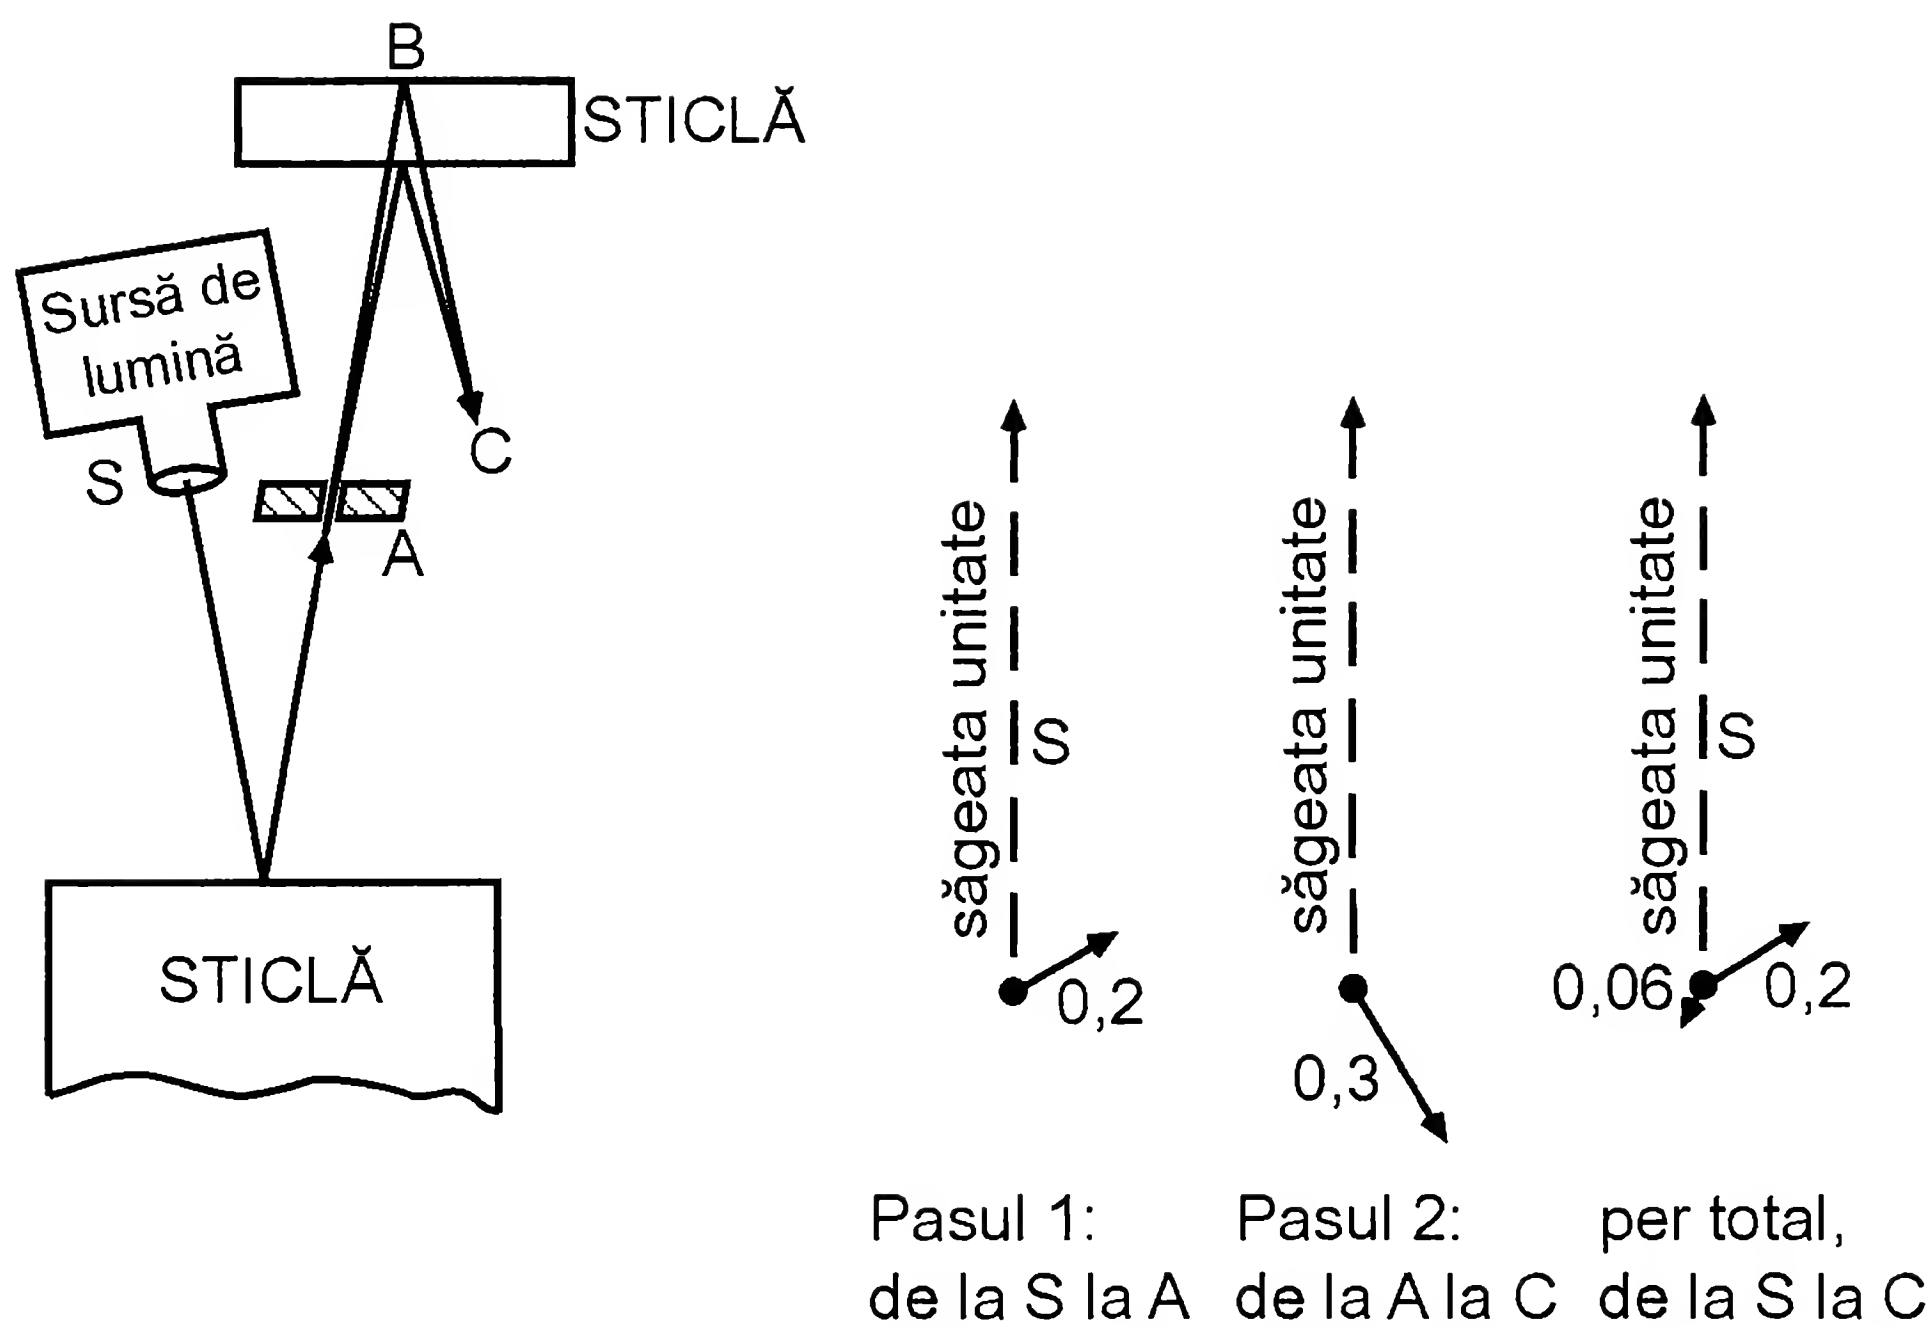 B
STICLĂ
Sursă de
lumină
S
C
A
STICLĂ
săgeata unitate
S
0,2
săgeata unitate
0,3
săgeata unitate
S
0,06
0,2
Pasul 1:
de la S la A
Pasul 2:
de la A la C
per total,
de la S la C